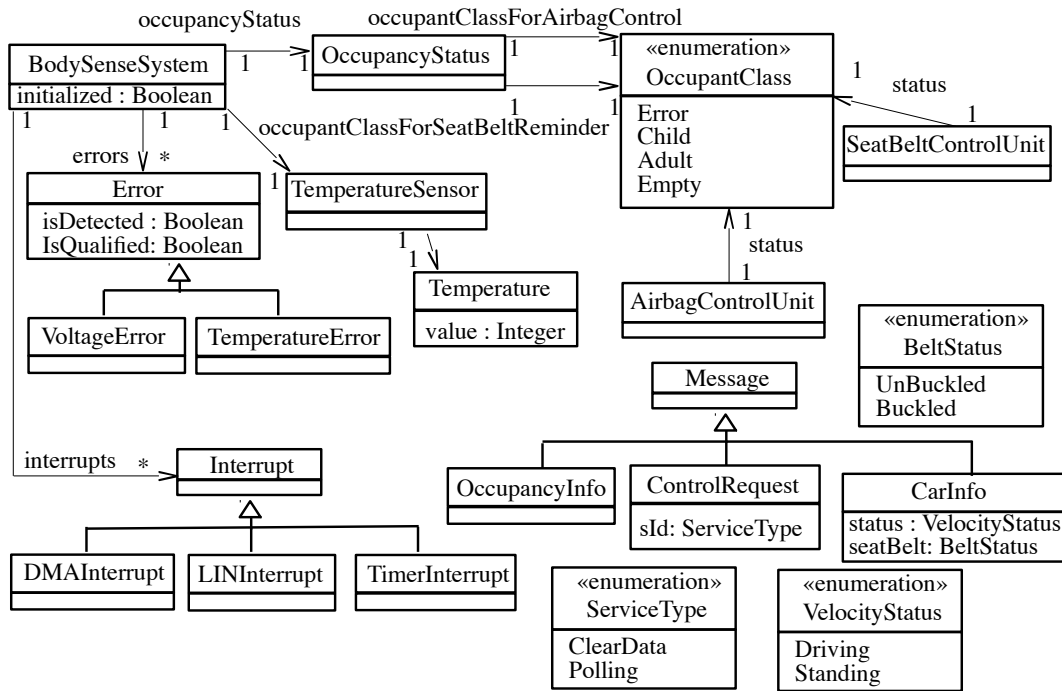 occupancyStatus
occupantClassForAirbagControl
BodySenseSystem
initialized : Boolean
1
1
OccupancyStatus
1
1
1
1
«enumeration»
OccupantClass
Error
Child
Adult
Empty
1
status
1
SeatBeltControlUnit
1
1
1
occupantClassForSeatBeltReminder
errors
*
1
Error
isDetected : Boolean
IsQualified: Boolean
TemperatureSensor
1
1
Temperature
value : Integer
1
status
1
AirbagControlUnit
VoltageError
TemperatureError
«enumeration»
BeltStatus
UnBuckled
Buckled
Message
interrupts
*
Interrupt
OccupancyInfo
ControlRequest
sId: ServiceType
CarInfo
status : VelocityStatus
seatBelt: BeltStatus
DMAInterrupt
LINInterrupt
TimerInterrupt
«enumeration»
ServiceType
ClearData
Polling
«enumeration»
VelocityStatus
Driving
Standing